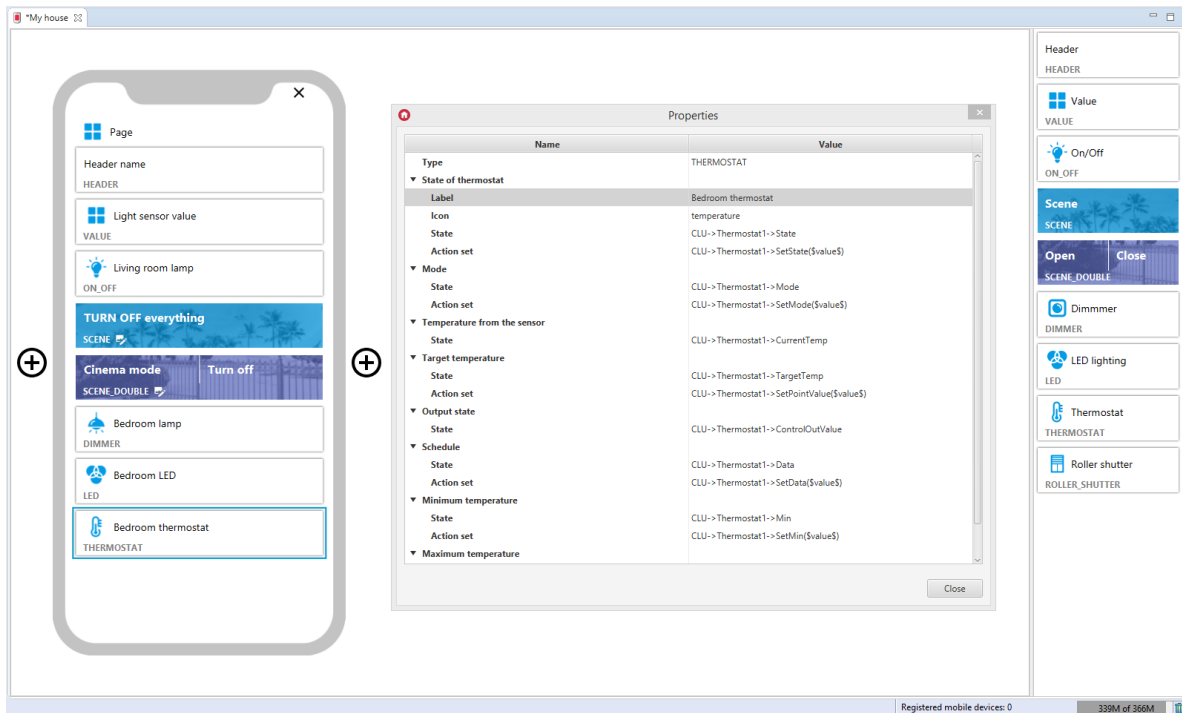 *My house
Page
Header name
HEADER
Light sensor value
VALUE
Living room lamp
ON_OFF
TURN OFF everything
SCENE
Cinema mode Turn off
SCENE_DOUBLE
Bedroom lamp
DIMMER
Bedroom LED
LED
Bedroom thermostat
THERMOSTAT
Properties
Name Value
Type THERMOSTAT
State of thermostat
Label Bedroom thermostat
Icon temperature
State CLU->Thermostat1->State
Action set CLU->Thermostat1->SetState($value$)
Mode
State CLU->Thermostat1->Mode
Action set CLU->Thermostat1->SetMode($value$)
Temperature from the sensor
State CLU->Thermostat1->CurrentTemp
Target temperature
State CLU->Thermostat1->TargetTemp
Action set CLU->Thermostat1->SetPointValue($value$)
Output state
State CLU->Thermostat1->ControlOutValue
Schedule
State CLU->Thermostat1->Data
Action set CLU->Thermostat1->SetData($value$)
Minimum temperature
State CLU->Thermostat1->Min
Action set CLU->Thermostat1->SetMin($value$)
Maximum temperature
Close
Header
HEADER
Value
VALUE
On/Off
ON_OFF
Scene
SCENE
Open Close
SCENE_DOUBLE
Dimmmer
DIMMER
LED lighting
LED
Thermostat
THERMOSTAT
Roller shutter
ROLLER_SHUTTER
Registered mobile devices: 0 339M of 366M